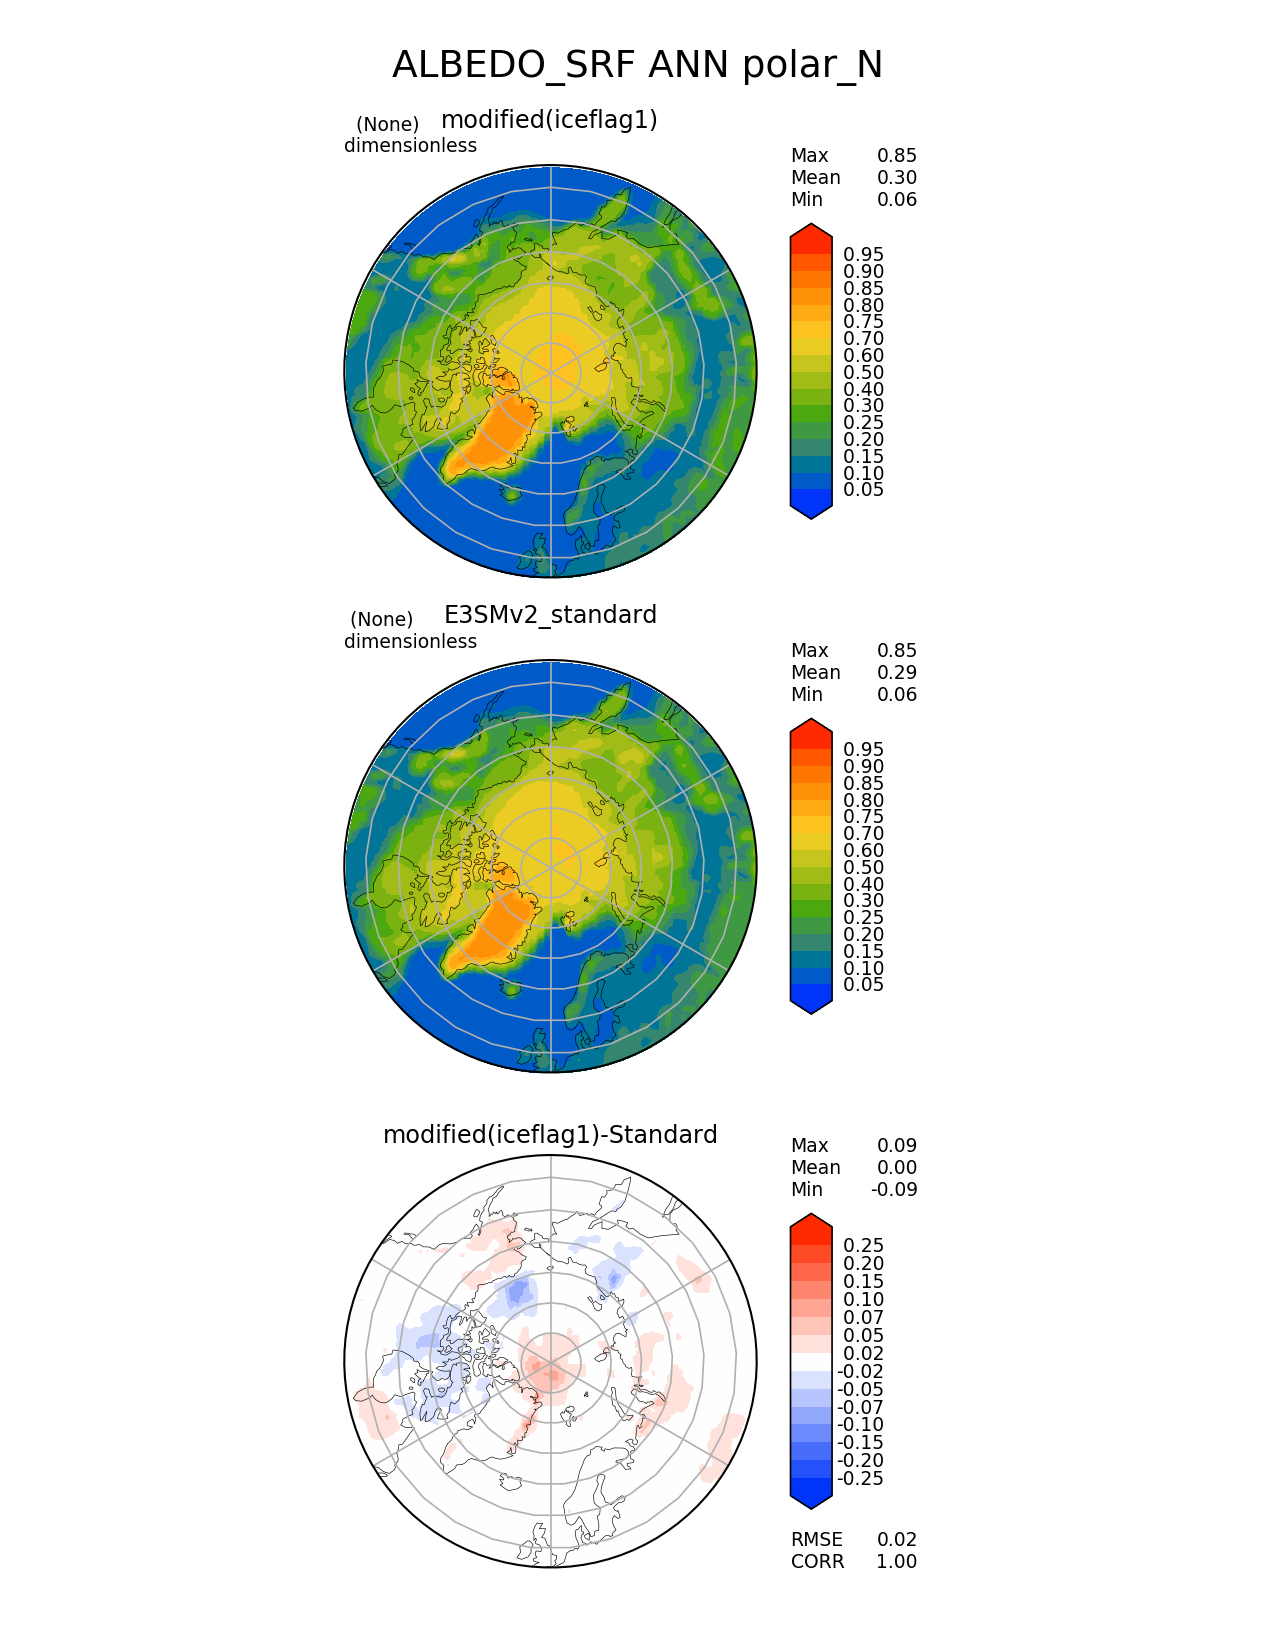 ALBEDO_SRF ANN polar_N
(None) modified(iceflag1)
dimensionless
Max 0.85
Mean 0.30
Min 0.06
0.95
0.90
0.85
0.80
0.75
0.70
0.60
0.50
0.40
0.30
0.25
0.20
0.15
0.10
0.05
(None) E3SMv2_standard
dimensionless
Max 0.85
Mean 0.29
Min 0.06
0.95
0.90
0.85
0.80
0.75
0.70
0.60
0.50
0.40
0.30
0.25
0.20
0.15
0.10
0.05
modified(iceflag1)-Standard
Max 0.09
Mean 0.00
Min -0.09
0.25
0.20
0.15
0.10
0.07
0.05
0.02
-0.02
-0.05
-0.07
-0.10
-0.15
-0.20
-0.25
RMSE 0.02
CORR 1.00